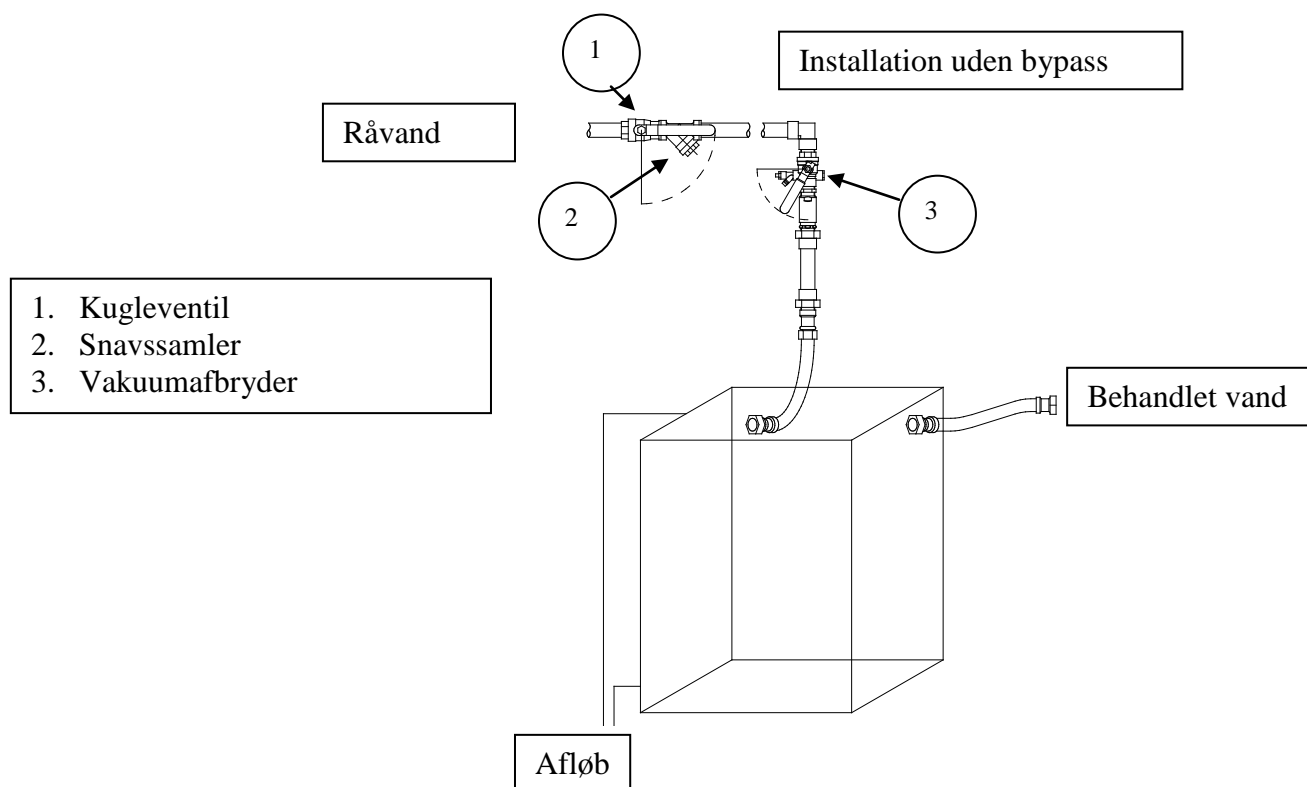 1
Installation uden bypass
Råvand
2
3
1. Kugleventil
2. Snavssamler
3. Vakuumafbryder
Behandlet vand
Afløb